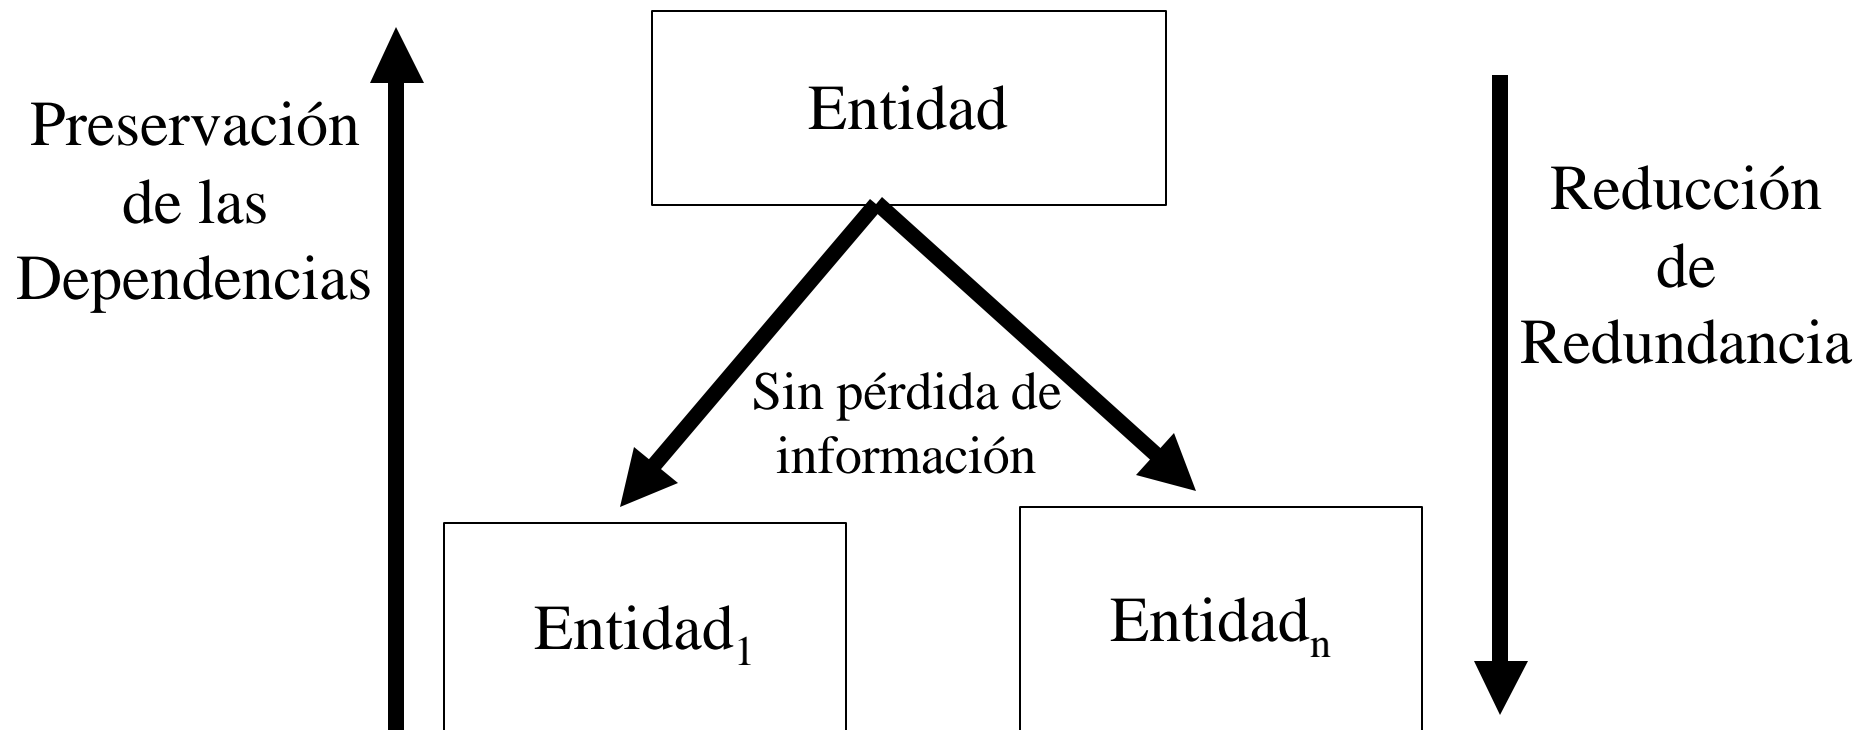 Entidad
Preservación
de las
Dependencias
Reducción
de
Redundancia
Sin pérdida de
información
Entidad₁
Entidadₙ